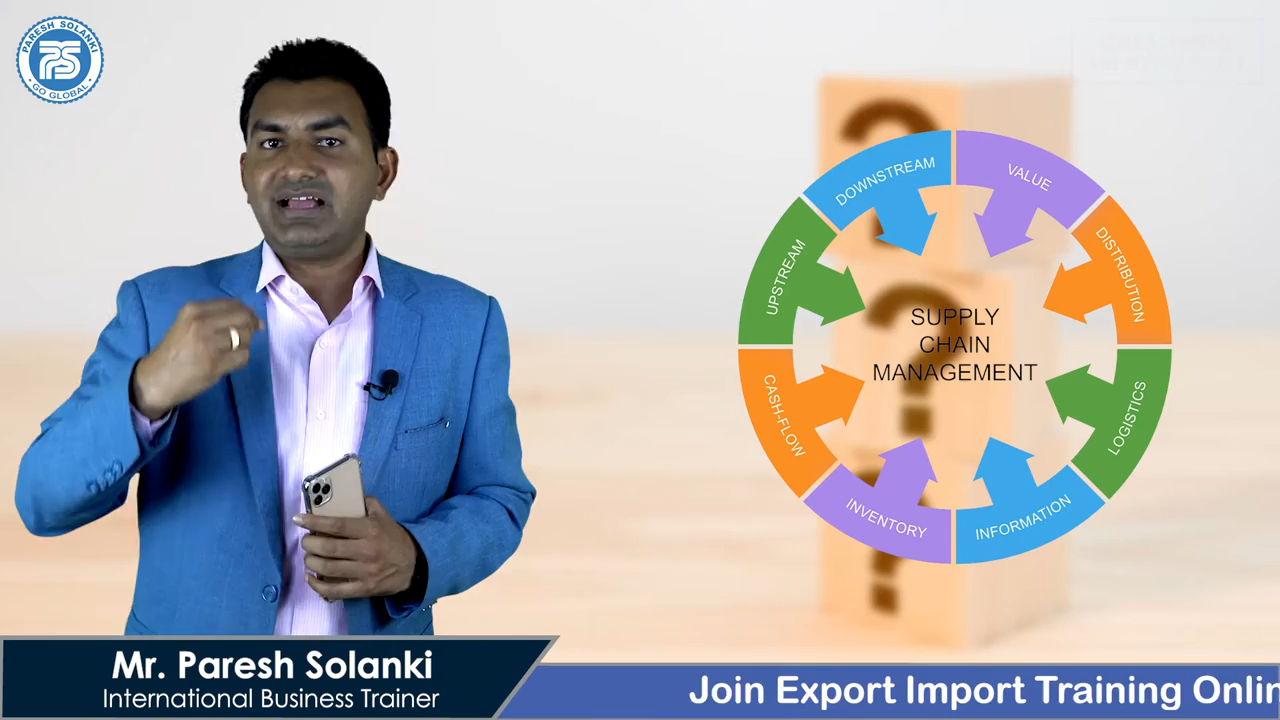 PARESH SOLANKI
PS
GO GLOBAL
DOWNSTREAM
VALUE
UPSTREAM
DISTRIBUTION
SUPPLY
CHAIN
MANAGEMENT
CASH-FLOW
LOGISTICS
INVENTORY
INFORMATION
?
?
?
Mr. Paresh Solanki
International Business Trainer
Join Export Import Training Onlin